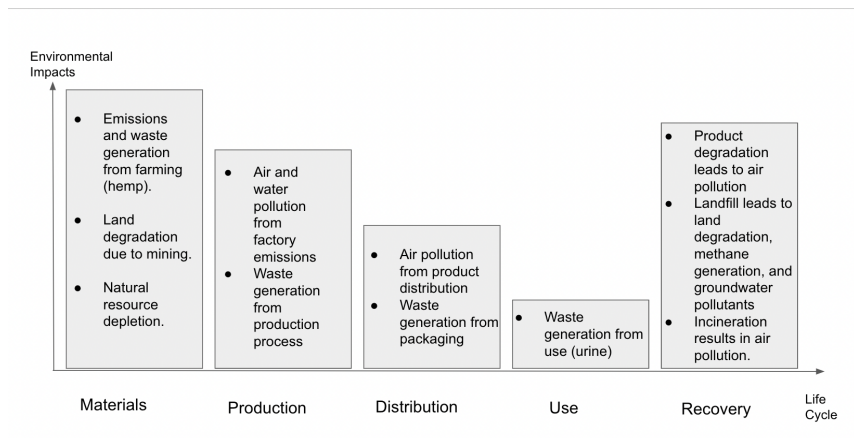 Environmental
Impacts
● Emissions
and waste
generation
from farming
(hemp).
● Land
degradation
due to mining.
● Natural
resource
depletion.
● Air and
water
pollution
from
factory
emissions
● Waste
generation
from
production
process
● Air pollution
from product
distribution
● Waste
generation from
packaging
● Waste
generation from
use (urine)
● Product
degradation
leads to air
pollution
● Landfill leads to
land
degradation,
methane
generation, and
groundwater
pollutants
● Incineration
results in air
pollution.
Materials
Production
Distribution
Use
Recovery
Life
Cycle